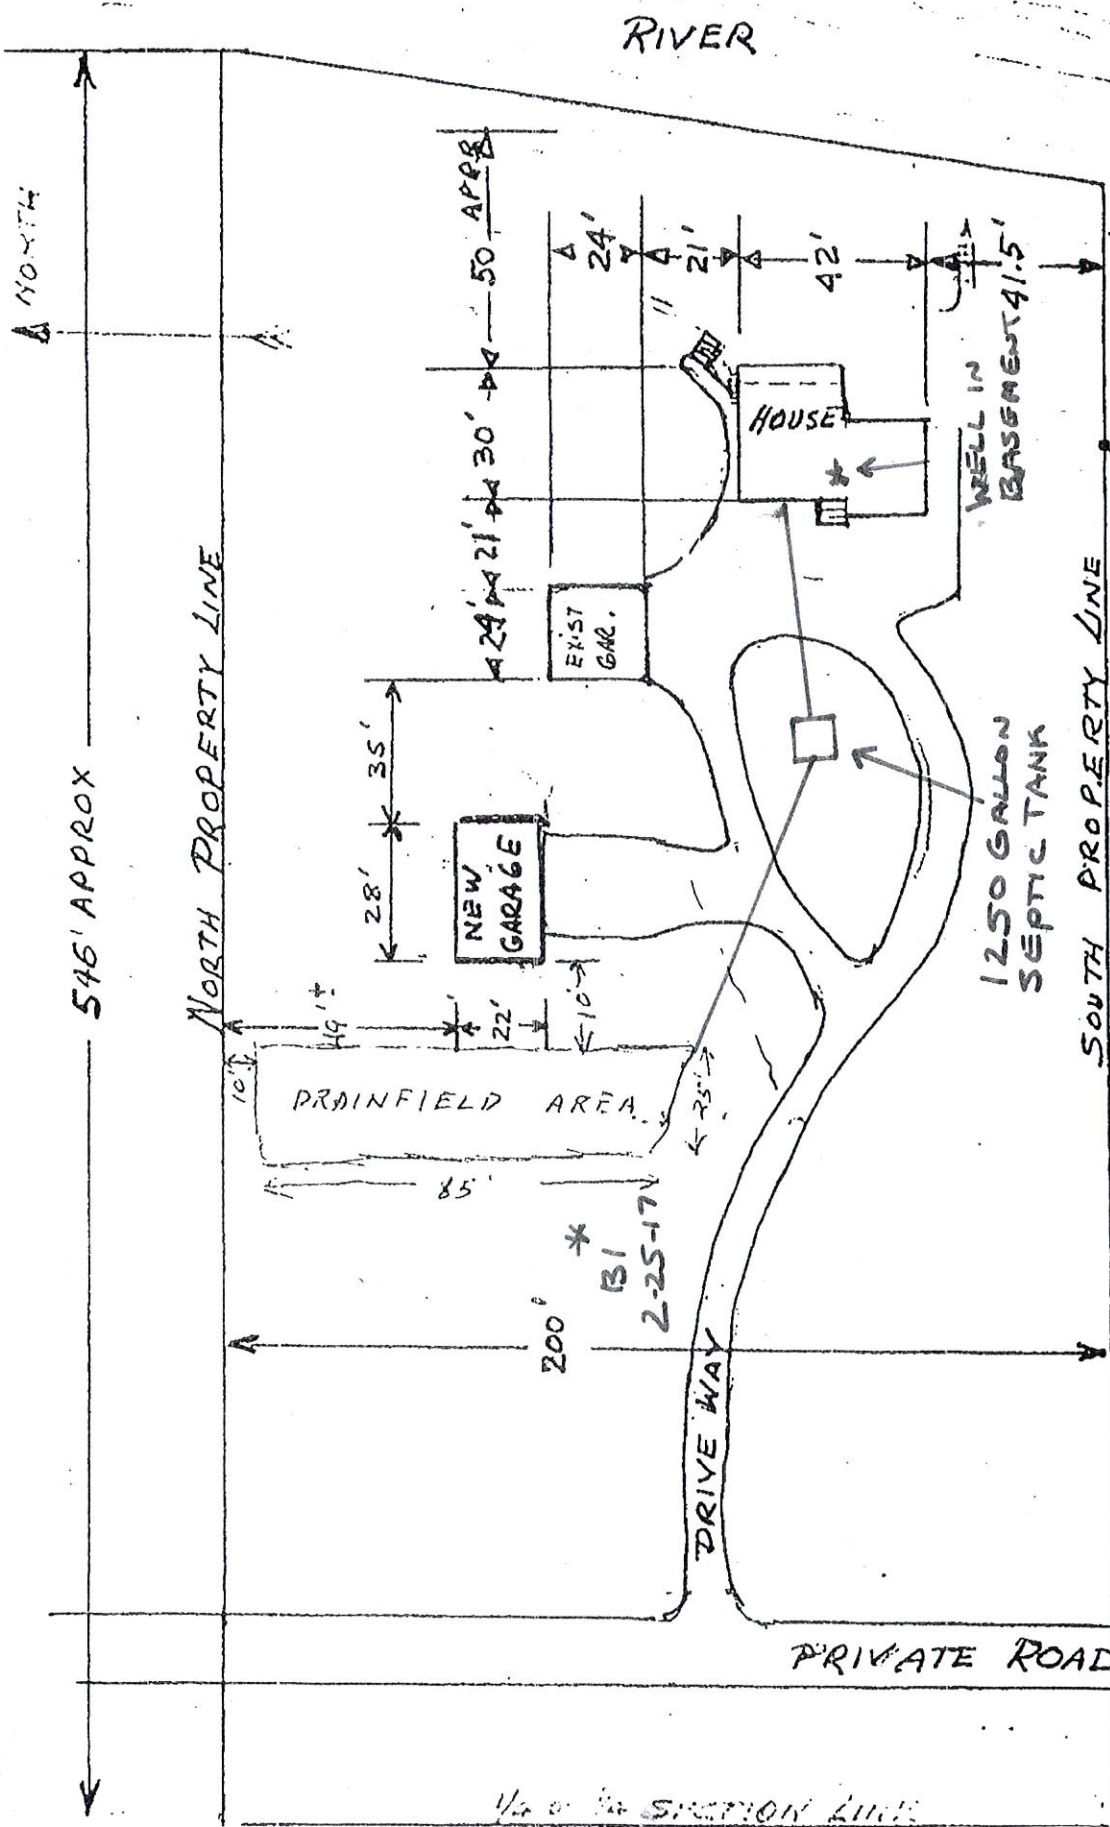 RIVER
NORTH
546' APPROX
NORTH PROPERTY LINE
50 APPR
30'
21'
24'
24'
21'
42'
41.5'
HOUSE
*
WELL IN
BASEMENT
EXIST
GAR.
35'
28'
NEW
GARAGE
49'±
22'
10'
10'
DRAINFIELD AREA
25'
85'
1250 GALLON
SEPTIC TANK
SOUTH PROPERTY LINE
*
B1
2-25-17
200'
DRIVE WAY
PRIVATE ROAD
SECTION LINE